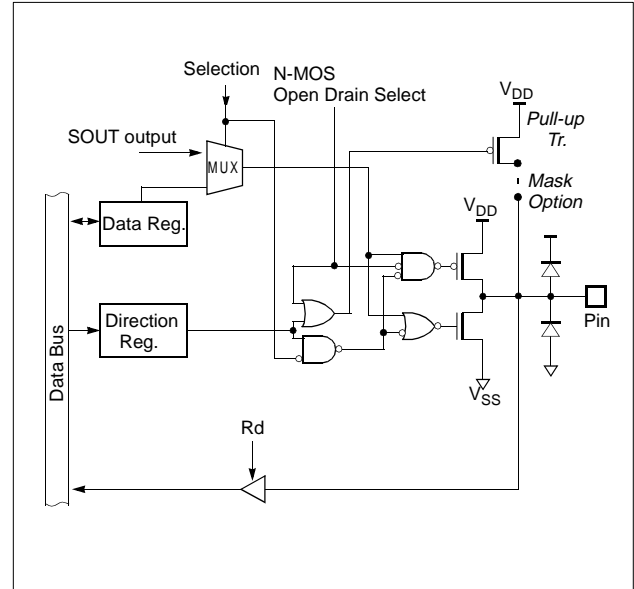 Selection
N-MOS
Open Drain Select
VDD
Pull-up
Tr.
SOUT output
MUX
Mask
Option
VDD
Data Reg.
Direction
Reg.
Pin
Data Bus
VSS
Rd